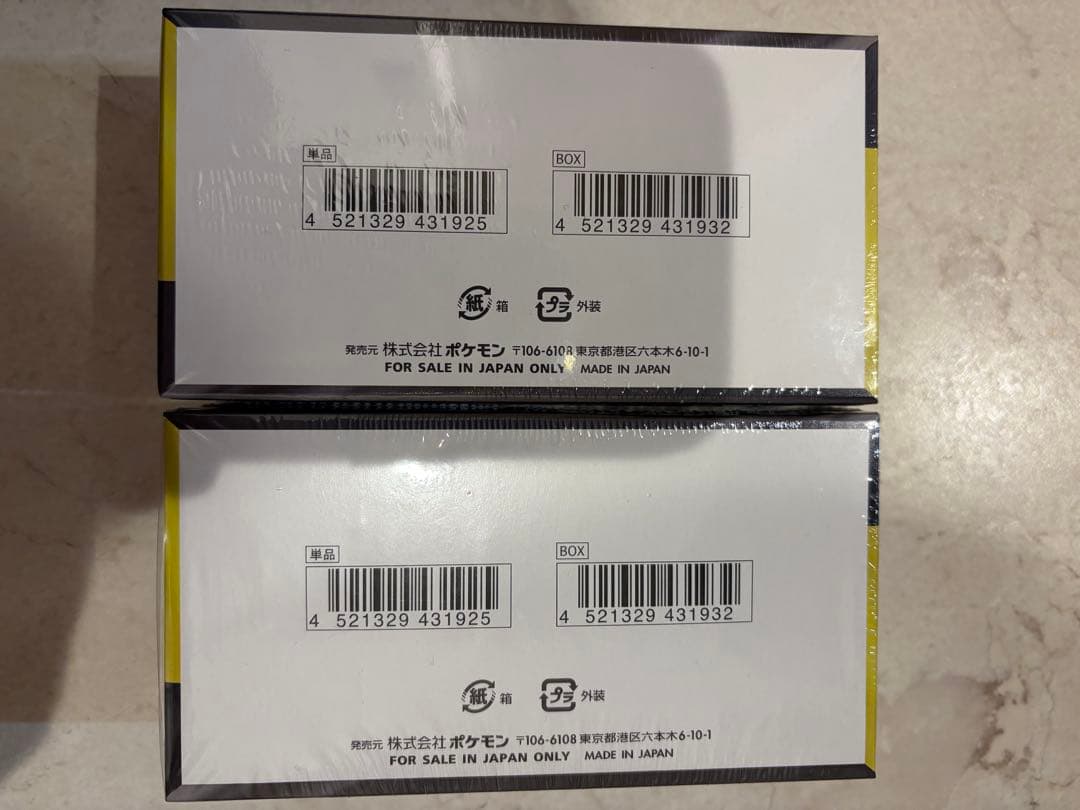 単品
BOX
4 521329 431925
4 521329 431932
紙 箱 プラ 外装
発売元 株式会社 ポケモン 〒106-6108 東京都港区六本木6-10-1
FOR SALE IN JAPAN ONLY MADE IN JAPAN
単品
BOX
4 521329 431925
4 521329 431932
紙 箱 プラ 外装
発売元 株式会社 ポケモン 〒106-6108 東京都港区六本木6-10-1
FOR SALE IN JAPAN ONLY MADE IN JAPAN